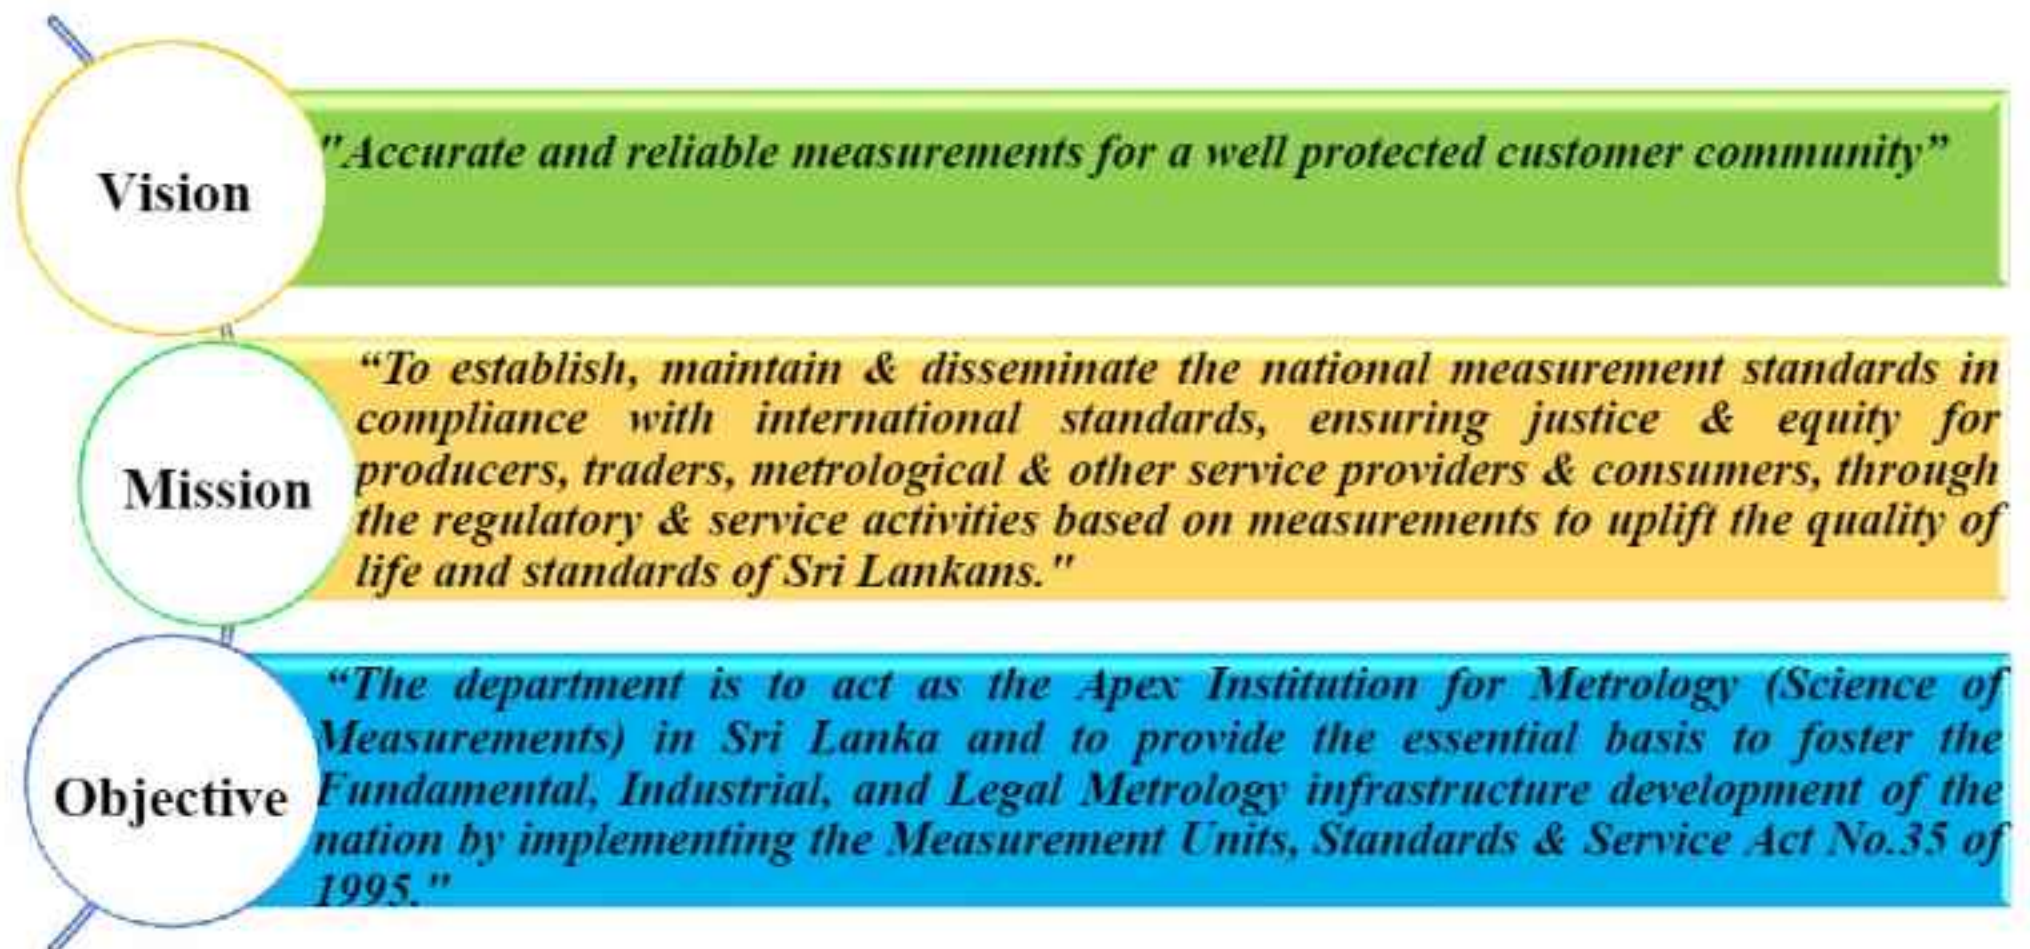 Vision
"Accurate and reliable measurements for a well protected customer community”
Mission
“To establish, maintain & disseminate the national measurement standards in
compliance with international standards, ensuring justice & equity for
producers, traders, metrological & other service providers & consumers, through
the regulatory & service activities based on measurements to uplift the quality of
life and standards of Sri Lankans."
Objective
“The department is to act as the Apex Institution for Metrology (Science of
Measurements) in Sri Lanka and to provide the essential basis to foster the
Fundamental, Industrial, and Legal Metrology infrastructure development of the
nation by implementing the Measurement Units, Standards & Service Act No.35 of
1995."